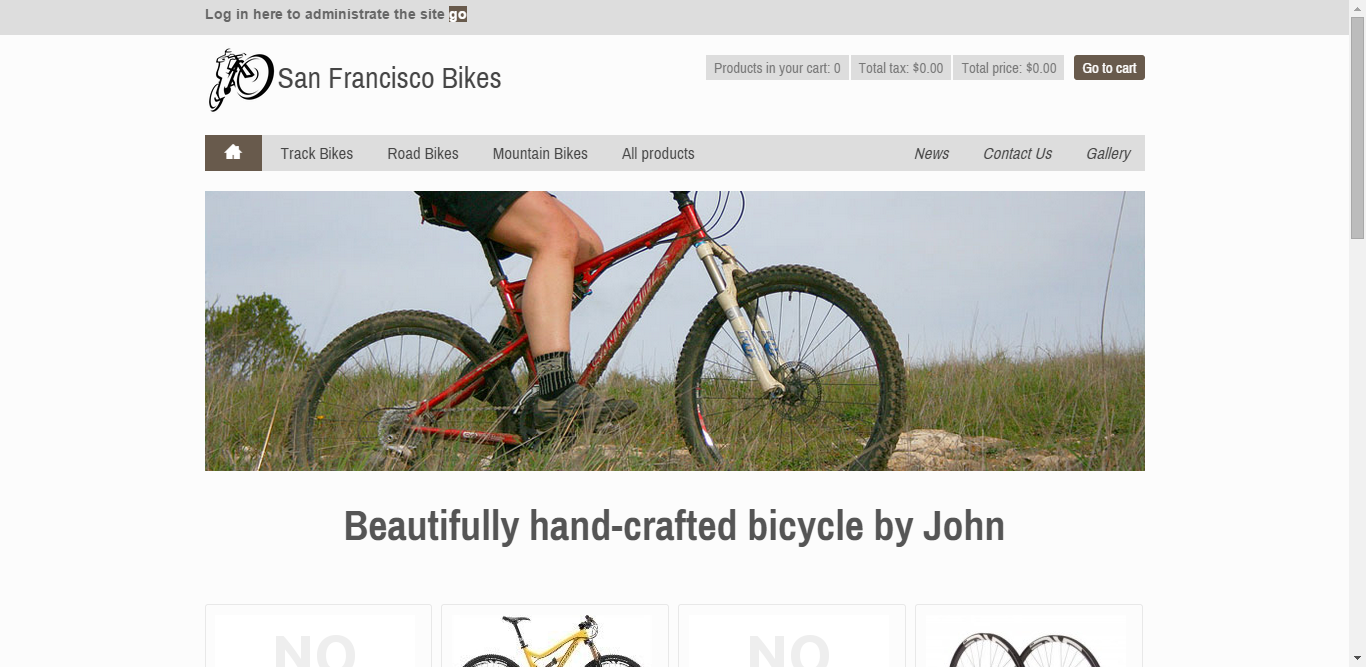 Log in here to administrate the site go
San Francisco Bikes
Products in your cart: 0 Total tax: $0.00 Total price: $0.00 Go to cart
Track Bikes Road Bikes Mountain Bikes All products News Contact Us Gallery
Beautifully hand-crafted bicycle by John
NO NO